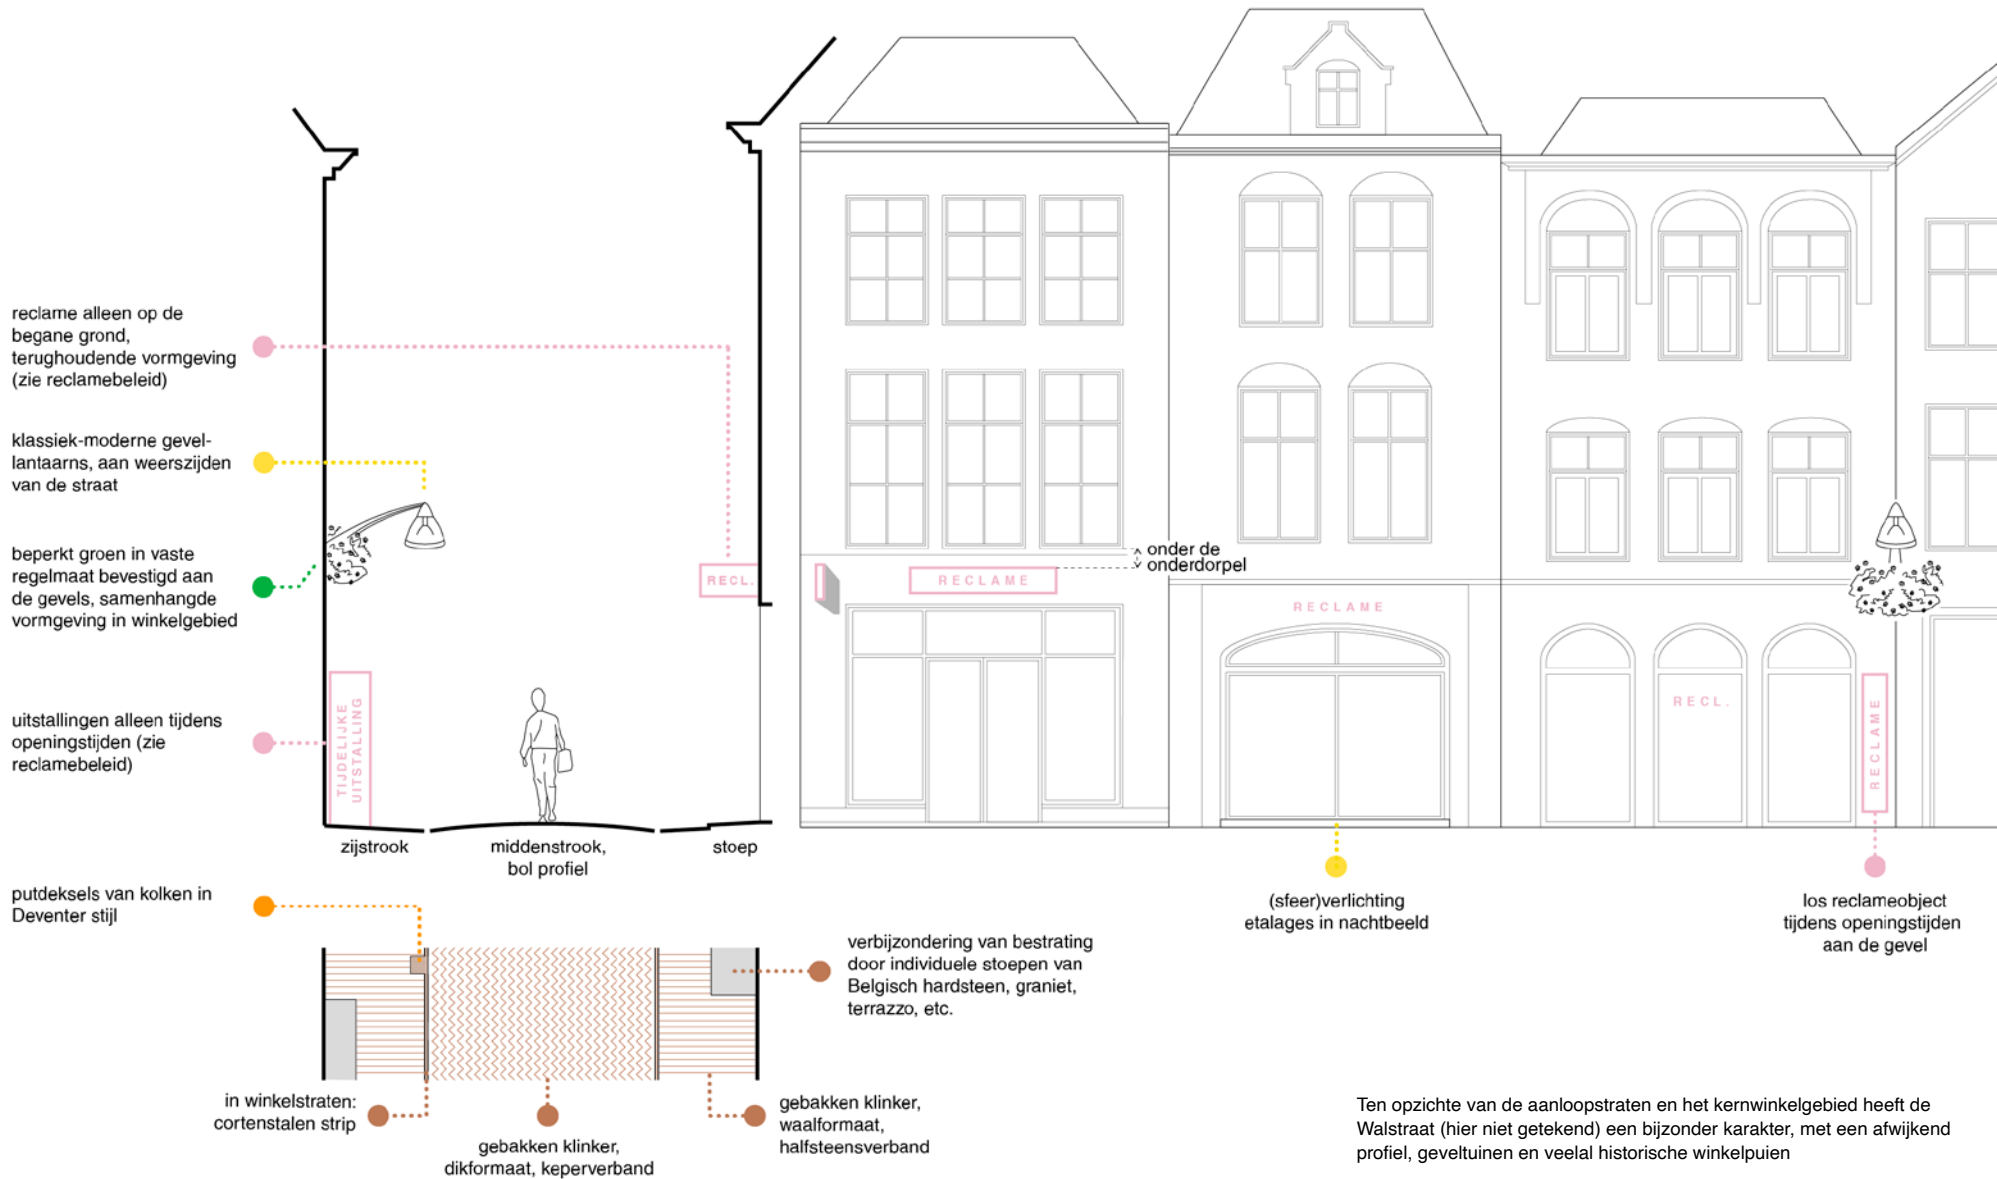 reclame alleen op de
begane grond,
terughoudende vormgeving
(zie reclamebeleid)
klassiek-moderne gevel-
lantaarns, aan weerszijden
van de straat
beperkt groen in vaste
regelmaat bevestigd aan
de gevels, samenhangde
vormgeving in winkelgebied
uitstallingen alleen tijdens
openingstijden (zie
reclamebeleid)
TIJDELIJKE
UITSTALLING
RECL.
RECLAME
onder de
onderdorpel
RECLAME
RECL.
RECLAME
zijstrook
middenstrook,
bol profiel
stoep
putdeksels van kolken in
Deventer stijl
(sfeer)verlichting
etalages in nachtbeeld
los reclameobject
tijdens openingstijden
aan de gevel
verbijzondering van bestrating
door individuele stoepen van
Belgisch hardsteen, graniet,
terrazzo, etc.
in winkelstraten:
cortenstalen strip
gebakken klinker,
dikformaat, keperverband
gebakken klinker,
waalformaat,
halfsteensverband
Ten opzichte van de aanloopstraten en het kernwinkelgebied heeft de
Walstraat (hier niet getekend) een bijzonder karakter, met een afwijkend
profiel, geveltuinen en veelal historische winkelpuien